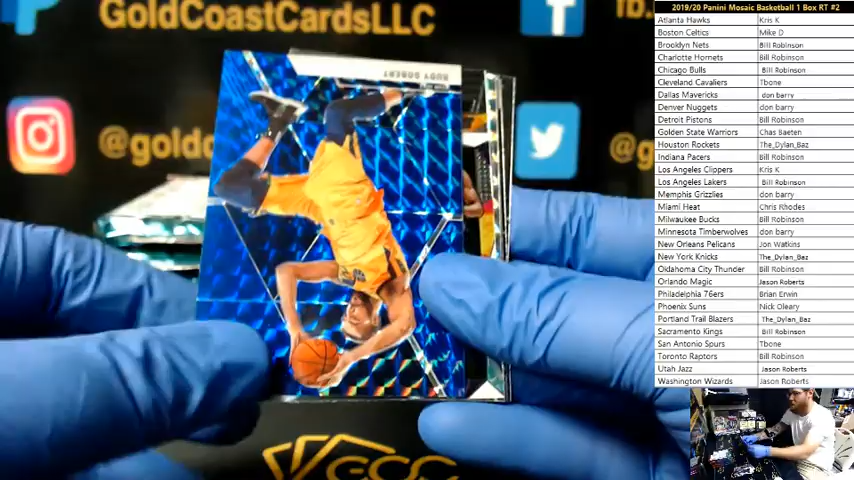 GoldCoastCardsLLC
fb.
RUDY GOBERT
@goldc
@gold
GCC
2019/20 Panini Mosaic Basketball 1 Box RT #2
Atlanta Hawks Kris K
Boston Celtics Mike D
Brooklyn Nets Bill Robinson
Charlotte Hornets Bill Robinson
Chicago Bulls Bill Robinson
Cleveland Cavaliers Tbone
Dallas Mavericks don barry
Denver Nuggets don barry
Detroit Pistons Bill Robinson
Golden State Warriors Chas Baeten
Houston Rockets The_Dylan_Baz
Indiana Pacers Bill Robinson
Los Angeles Clippers Kris K
Los Angeles Lakers Bill Robinson
Memphis Grizzlies don barry
Miami Heat Chris Rhodes
Milwaukee Bucks Bill Robinson
Minnesota Timberwolves don barry
New Orleans Pelicans Jon Watkins
New York Knicks The_Dylan_Baz
Oklahoma City Thunder Bill Robinson
Orlando Magic Jason Roberts
Philadelphia 76ers Brian Erwin
Phoenix Suns Nick Oleary
Portland Trail Blazers The_Dylan_Baz
Sacramento Kings Bill Robinson
San Antonio Spurs Tbone
Toronto Raptors Bill Robinson
Utah Jazz Jason Roberts
Washington Wizards Jason Roberts